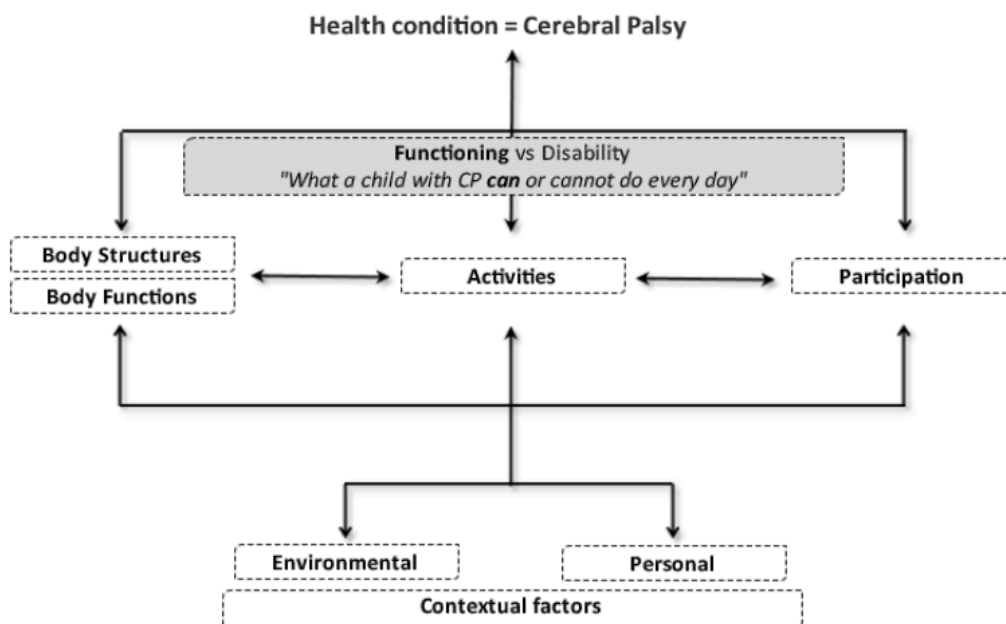 Health condition = Cerebral Palsy
Functioning vs Disability
"What a child with CP can or cannot do every day"
Body Structures
Body Functions
Activities
Participation
Environmental
Personal
Contextual factors